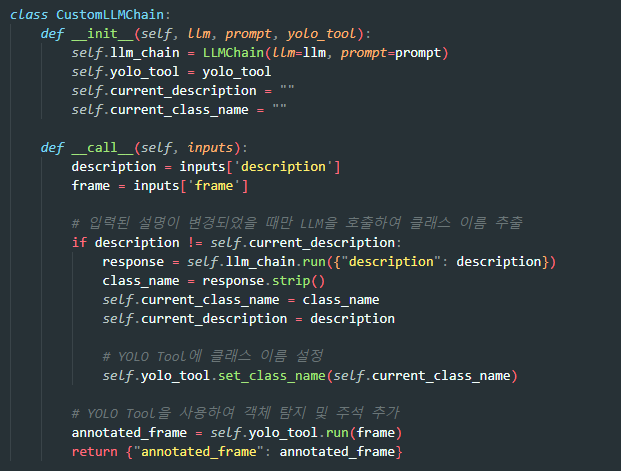 class CustomLLMChain:
    def __init__(self, llm, prompt, yolo_tool):
        self.llm_chain = LLMChain(llm=llm, prompt=prompt)
        self.yolo_tool = yolo_tool
        self.current_description = ""
        self.current_class_name = ""

    def __call__(self, inputs):
        description = inputs['description']
        frame = inputs['frame']

        # 입력된 설명이 변경되었을 때만 LLM을 호출하여 클래스 이름 추출
        if description != self.current_description:
            response = self.llm_chain.run({"description": description})
            class_name = response.strip()
            self.current_class_name = class_name
            self.current_description = description

            # YOLO Tool에 클래스 이름 설정
            self.yolo_tool.set_class_name(self.current_class_name)

        # YOLO Tool을 사용하여 객체 탐지 및 주석 추가
        annotated_frame = self.yolo_tool.run(frame)
        return {"annotated_frame": annotated_frame}